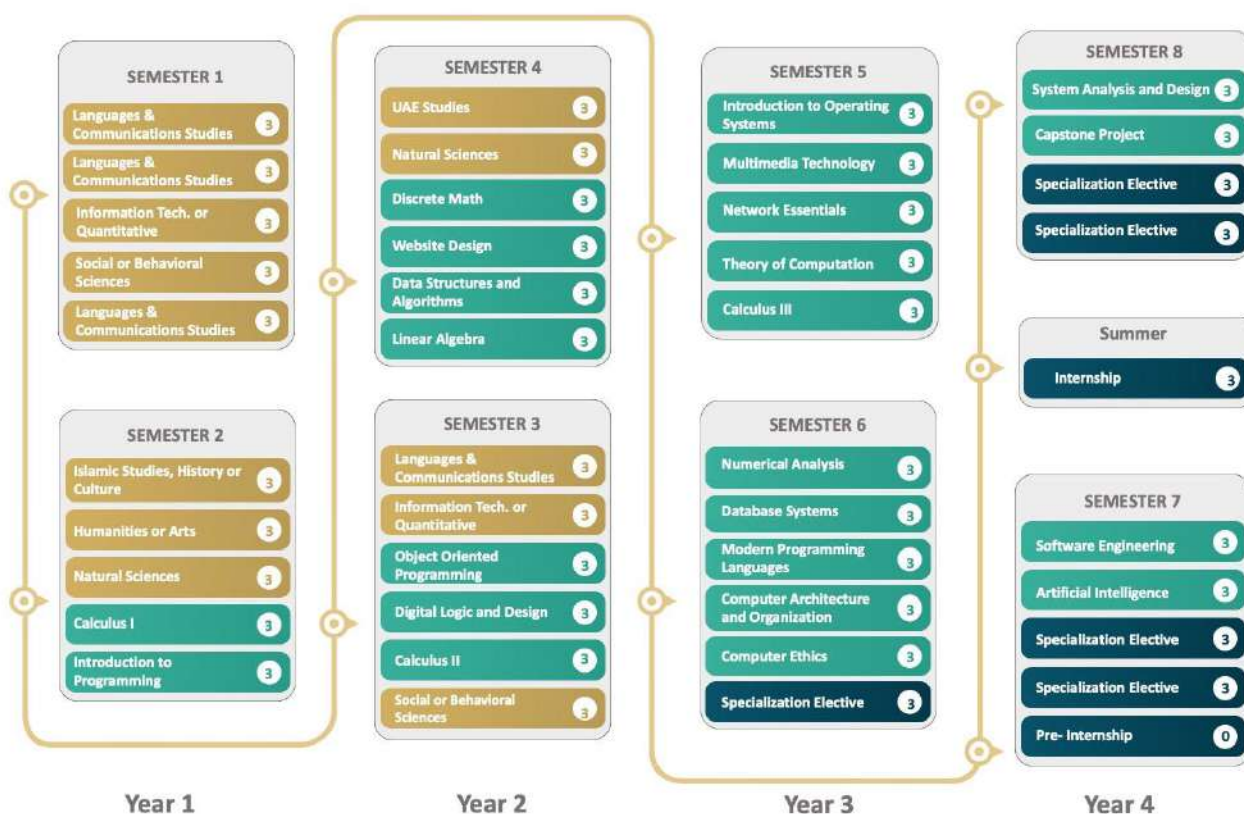 SEMESTER 1
Languages &
Communications Studies 3
Languages &
Communications Studies 3
Information Tech. or
Quantitative 3
Social or Behavioral
Sciences 3
Languages &
Communications Studies 3
SEMESTER 2
Islamic Studies, History or
Culture 3
Humanities or Arts 3
Natural Sciences 3
Calculus I 3
Introduction to
Programming 3
Year 1
SEMESTER 4
UAE Studies 3
Natural Sciences 3
Discrete Math 3
Website Design 3
Data Structures and
Algorithms 3
Linear Algebra 3
SEMESTER 3
Languages &
Communications Studies 3
Information Tech. or
Quantitative 3
Object Oriented
Programming 3
Digital Logic and Design 3
Calculus II 3
Social or Behavioral
Sciences 3
Year 2
SEMESTER 5
Introduction to Operating
Systems 3
Multimedia Technology 3
Network Essentials 3
Theory of Computation 3
Calculus III 3
SEMESTER 6
Numerical Analysis 3
Database Systems 3
Modern Programming
Languages 3
Computer Architecture
and Organization 3
Computer Ethics 3
Specialization Elective 3
Year 3
SEMESTER 8
System Analysis and Design 3
Capstone Project 3
Specialization Elective 3
Specialization Elective 3
Summer
Internship 3
SEMESTER 7
Software Engineering 3
Artificial Intelligence 3
Specialization Elective 3
Specialization Elective 3
Pre- Internship 0
Year 4